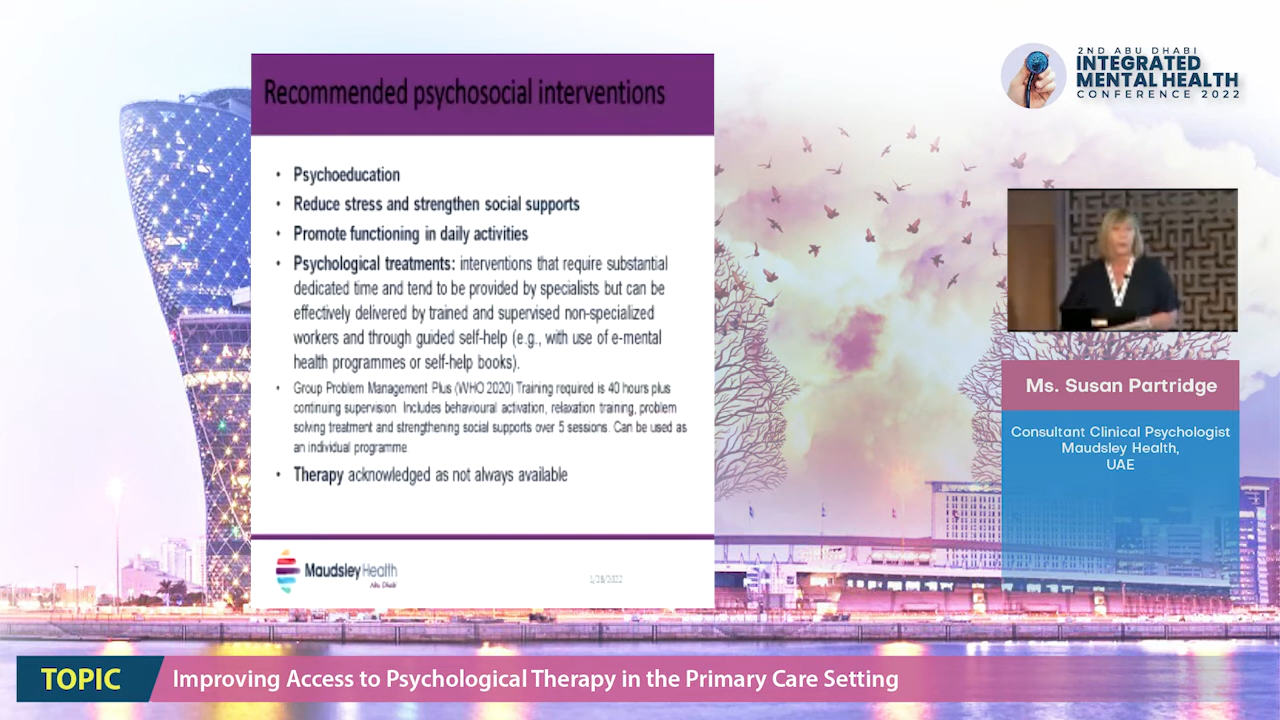 Recommended psychosocial interventions
• Psychoeducation
• Reduce stress and strengthen social supports
• Promote functioning in daily activities
• Psychological treatments: interventions that require substantial
dedicated time and tend to be provided by specialists but can be
effectively delivered by trained and supervised non-specialized
workers and through guided self-help (e.g., with use of e-mental
health programmes or self-help books).
• Group Problem Management Plus (WHO 2020) Training required is 40 hours plus
continuing supervision. Includes behavioural activation, relaxation training, problem
solving treatment and strengthening social supports over 5 sessions. Can be used as
an individual programme
• Therapy acknowledged as not always available
Maudsley Health
Abu Dhabi
1/28/2022
2ND ABU DHABI
INTEGRATED
MENTAL HEALTH
CONFERENCE 2022
Ms. Susan Partridge
Consultant Clinical Psychologist
Maudsley Health,
UAE
TOPIC
Improving Access to Psychological Therapy in the Primary Care Setting